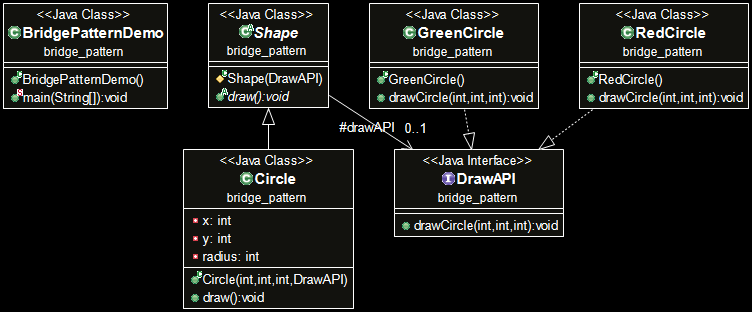 <<Java Class>>
BridgePatternDemo
bridge_pattern
BridgePatternDemo()
main(String[]):void
<<Java Class>>
Shape
bridge_pattern
Shape(DrawAPI)
draw():void
<<Java Class>>
GreenCircle
bridge_pattern
GreenCircle()
drawCircle(int,int,int):void
<<Java Class>>
RedCircle
bridge_pattern
RedCircle()
drawCircle(int,int,int):void
#drawAPI 0..1
<<Java Class>>
Circle
bridge_pattern
x: int
y: int
radius: int
Circle(int,int,int,DrawAPI)
draw():void
<<Java Interface>>
DrawAPI
bridge_pattern
drawCircle(int,int,int):void